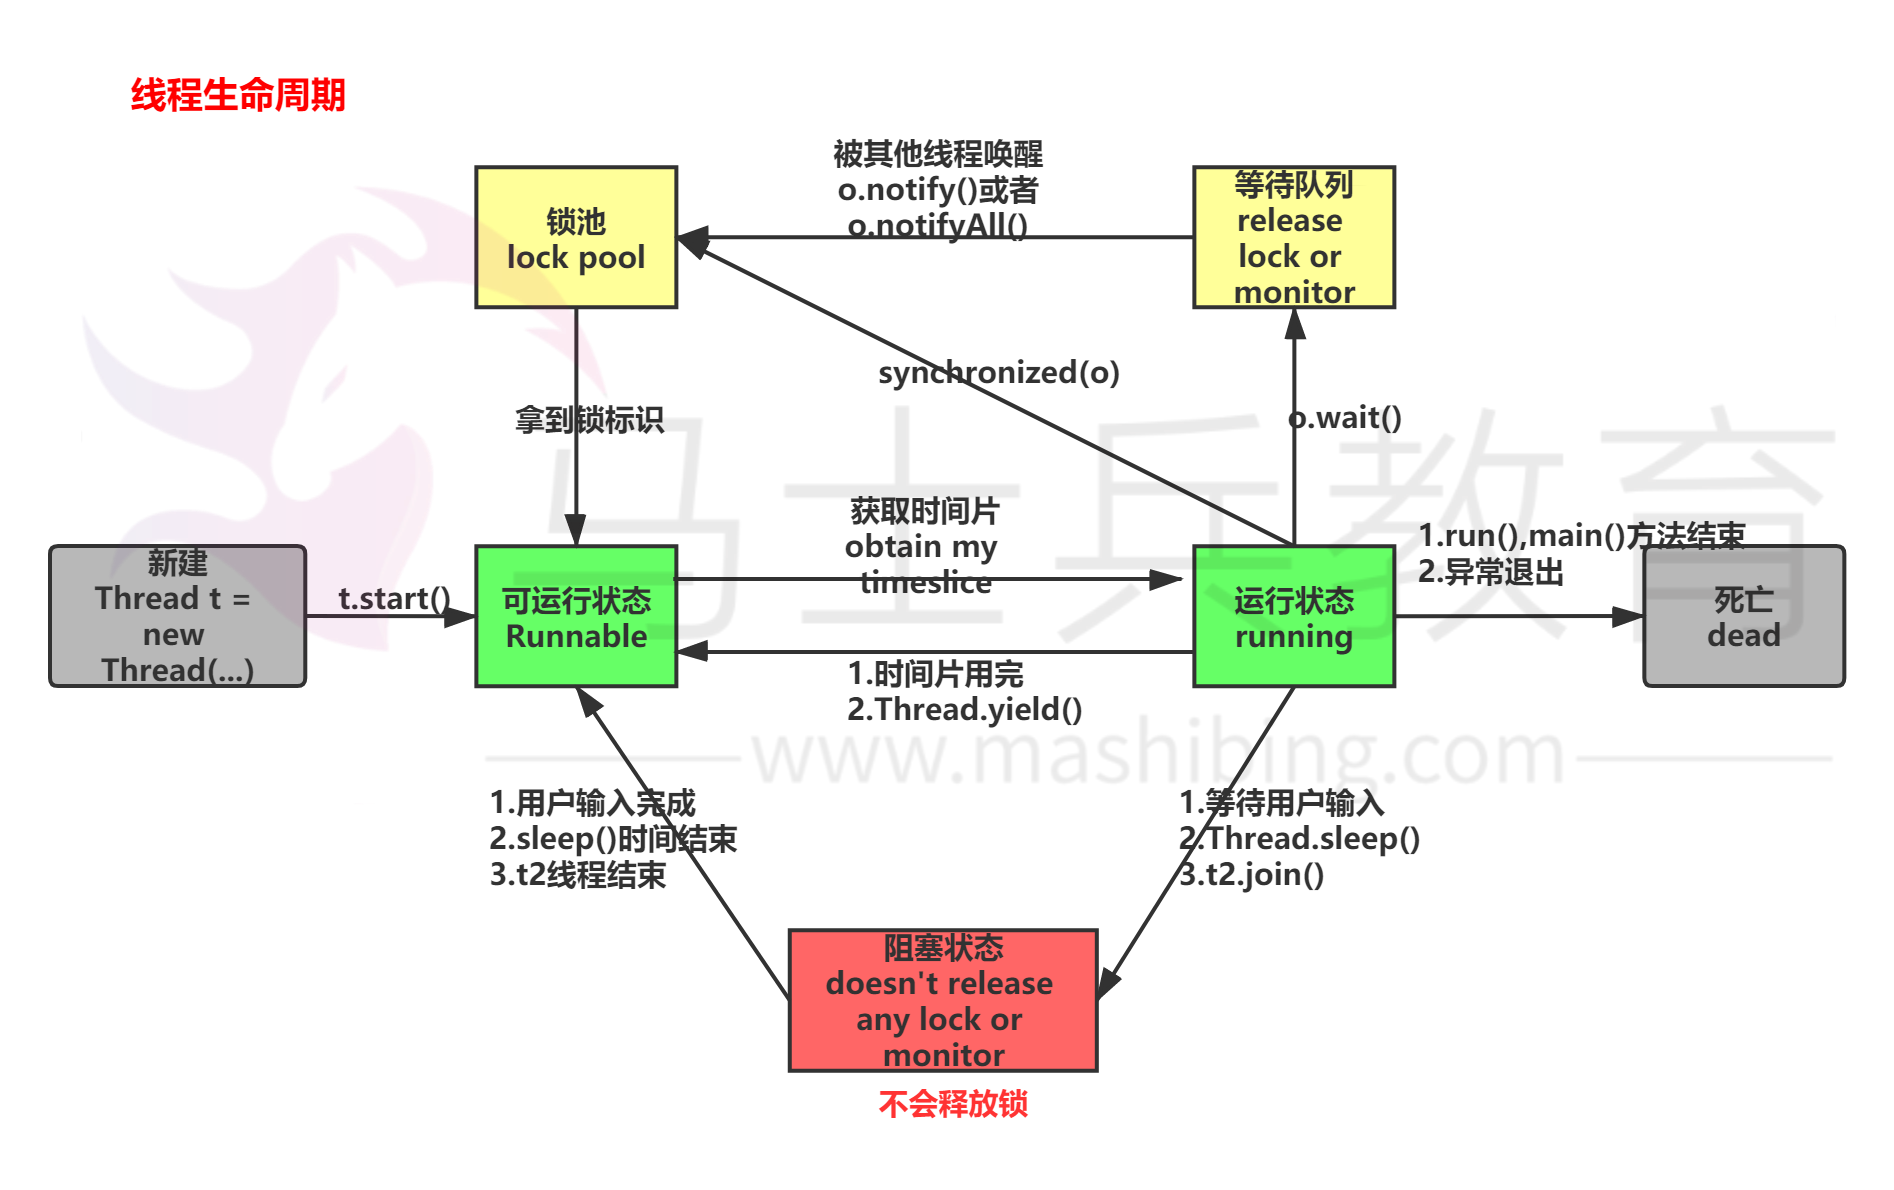 线程生命周期
被其他线程唤醒
o.notify()或者
o.notifyAll()
锁池
lock pool
等待队列
release
lock or
monitor
synchronized(o)
拿到锁标识
o.wait()
马士兵教育
获取时间片
obtain my
timeslice
1.run(),main()方法结束
2.异常退出
新建
Thread t =
new
Thread(...)
t.start()
可运行状态
Runnable
运行状态
running
死亡
dead
1.时间片用完
2.Thread.yield()
www.mashibing.com
1.用户输入完成
2.sleep()时间结束
3.t2线程结束
1.等待用户输入
2.Thread.sleep()
3.t2.join()
阻塞状态
doesn't release
any lock or
monitor
不会释放锁